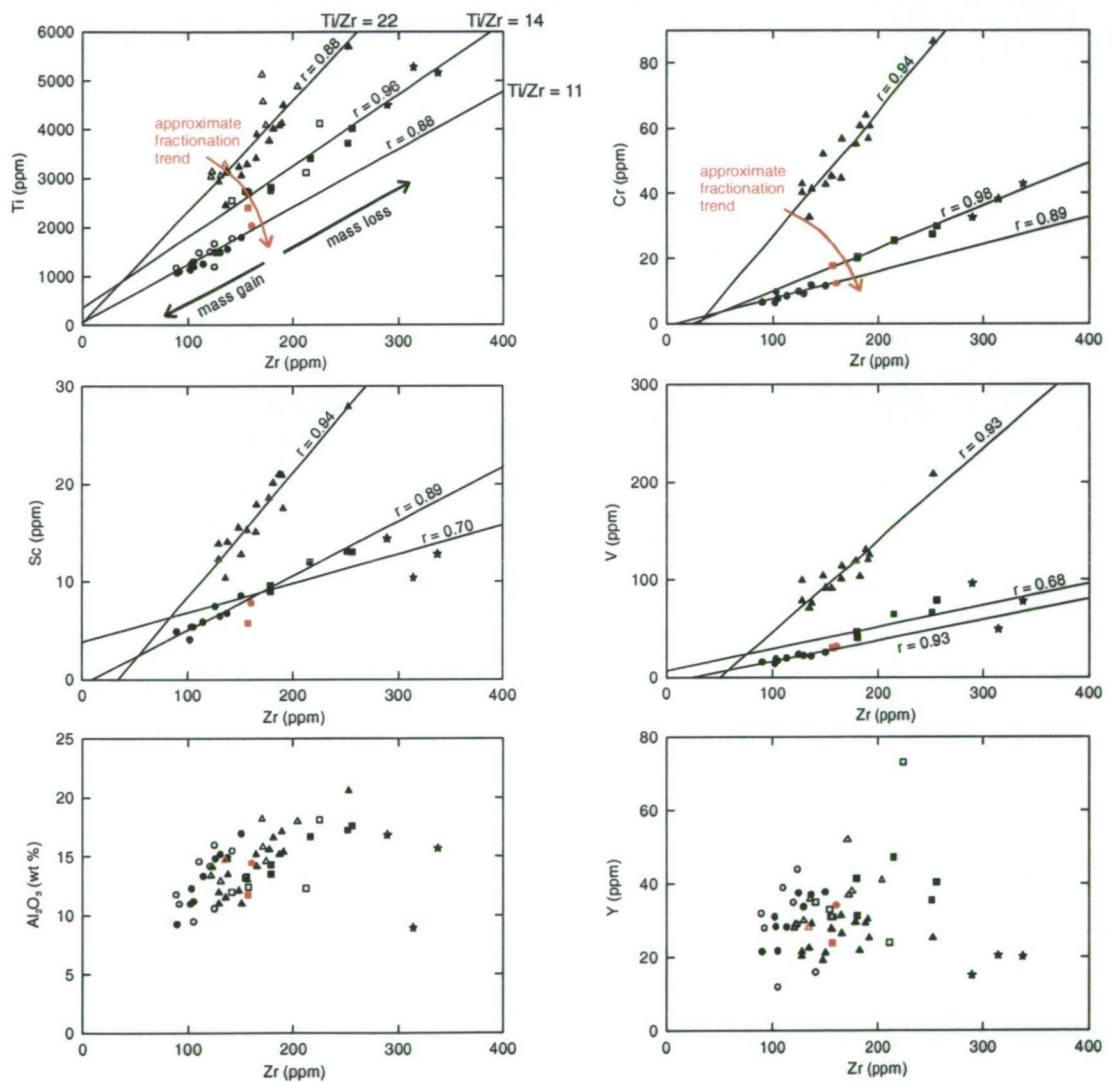 Ti/Zr = 22
Ti/Zr = 14
6000
5000
4000
3000
2000
1000
0
Ti (ppm)
r = 0.88
r = 0.96
r = 0.88
Ti/Zr = 11
approximate
fractionation
trend
mass loss
mass gain
100
200
300
400
Zr (ppm)
80
60
40
20
0
Cr (ppm)
r = 0.94
r = 0.98
r = 0.89
approximate
fractionation
trend
0
100
200
300
400
Zr (ppm)
30
20
10
0
Sc (ppm)
r = 0.94
r = 0.89
r = 0.70
0
100
200
300
400
Zr (ppm)
300
200
100
0
V (ppm)
r = 0.93
r = 0.68
r = 0.93
0
100
200
300
400
Zr (ppm)
25
20
15
10
5
0
Al₂O₃ (wt %)
0
100
200
300
400
Zr (ppm)
80
60
40
20
0
Y (ppm)
0
100
200
300
400
Zr (ppm)